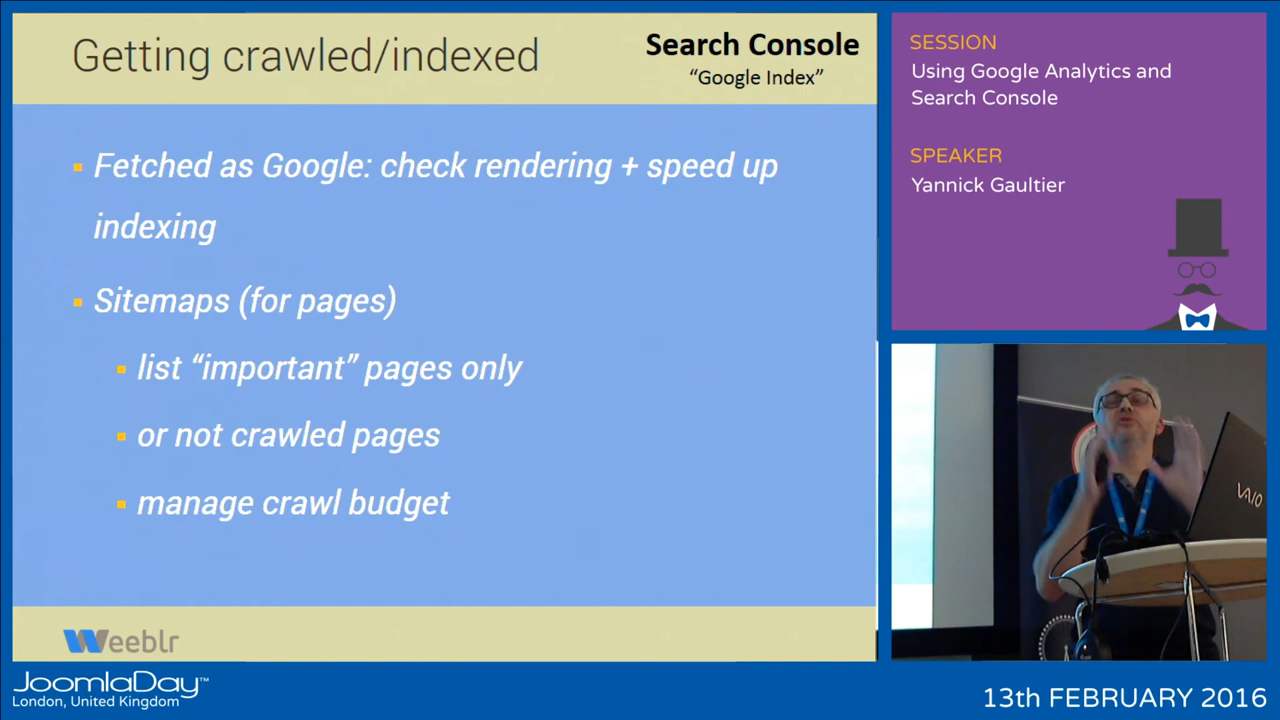 Getting crawled/indexed
Search Console
“Google Index”
Fetched as Google: check rendering + speed up
indexing
Sitemaps (for pages)
list “important” pages only
or not crawled pages
manage crawl budget
Weeblr
SESSION
Using Google Analytics and
Search Console
SPEAKER
Yannick Gaultier
VAIO
JoomlaDay™
London, United Kingdom
13th FEBRUARY 2016